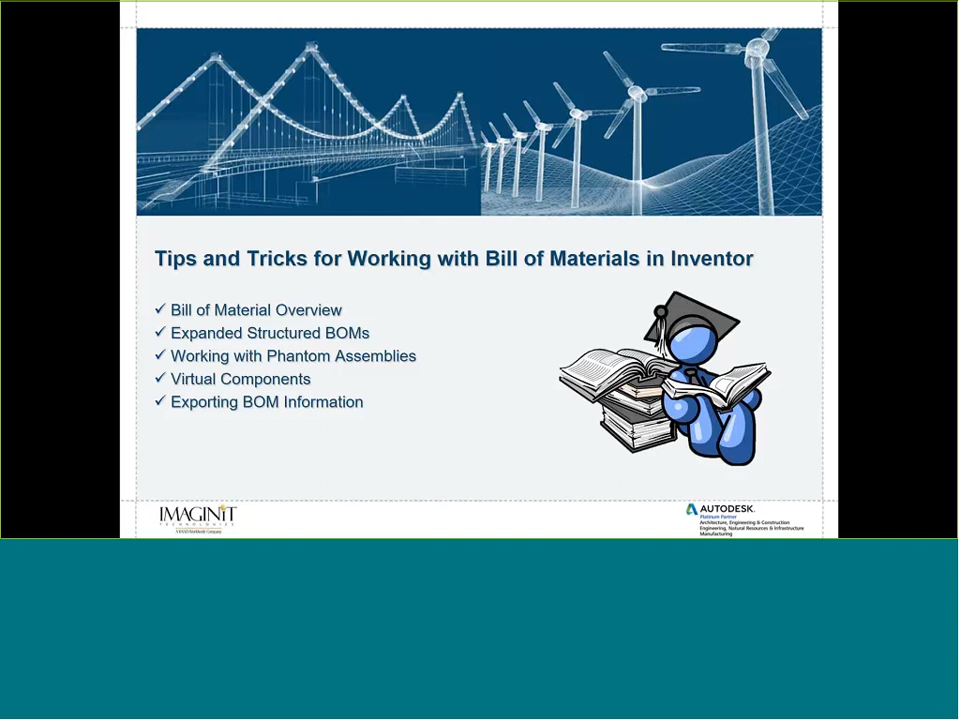 Tips and Tricks for Working with Bill of Materials in Inventor
✓ Bill of Material Overview
✓ Expanded Structured BOMs
✓ Working with Phantom Assemblies
✓ Virtual Components
✓ Exporting BOM Information
IMAGINiT
TECHNOLOGIES
AUTODESK.
Platinum Partner
Architecture, Engineering & Construction
Engineering, Natural Resources & Infrastructure
Manufacturing